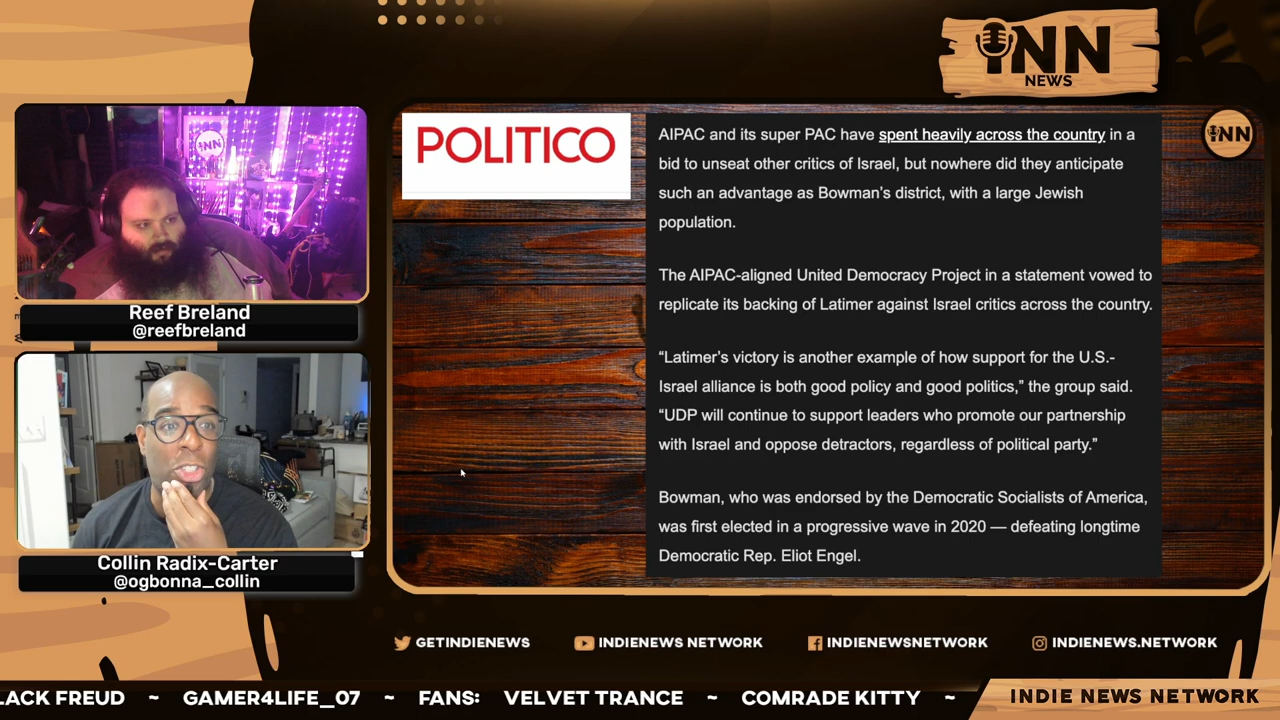 iNN
NEWS
POLITICO
AIPAC and its super PAC have spent heavily across the country in a
bid to unseat other critics of Israel, but nowhere did they anticipate
such an advantage as Bowman’s district, with a large Jewish
population.
The AIPAC-aligned United Democracy Project in a statement vowed to
replicate its backing of Latimer against Israel critics across the country.
“Latimer’s victory is another example of how support for the U.S.-
Israel alliance is both good policy and good politics,” the group said.
“UDP will continue to support leaders who promote our partnership
with Israel and oppose detractors, regardless of political party.”
Bowman, who was endorsed by the Democratic Socialists of America,
was first elected in a progressive wave in 2020 — defeating longtime
Democratic Rep. Eliot Engel.
iNN
iNN
Reef Breland
@reefbreland
Collin Radix-Carter
@ogbonna_collin
GETINDIENEWS
INDIENEWS NETWORK
INDIENEWSNETWORK
INDIENEWS.NETWORK
LACK FREUD ~ GAMER4LIFE_07 ~ FANS: VELVET TRANCE ~ COMRADE KITTY ~
INDIE NEWS NETWORK